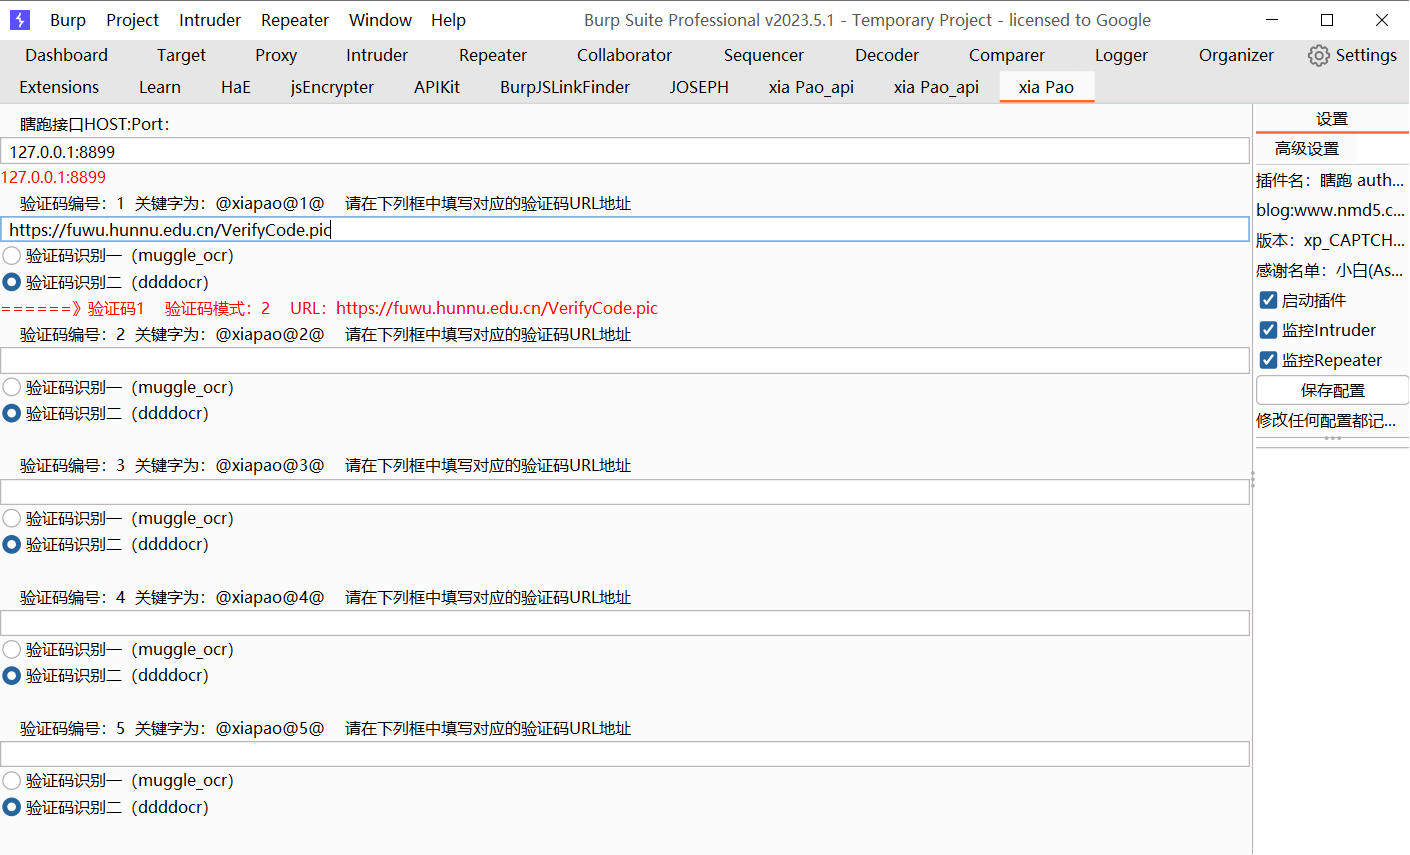 Burp Project Intruder Repeater Window Help Burp Suite Professional v2023.5.1 - Temporary Project - licensed to Google
Dashboard Target Proxy Intruder Repeater Collaborator Sequencer Decoder Comparer Logger Organizer Settings
Extensions Learn HaE jsEncrypter APIKit BurpJSLinkFinder JOSEPH xia Pao_api xia Pao_api xia Pao
瞎跑接口HOST:Port:
127.0.0.1:8899
127.0.0.1:8899
验证码编号：1 关键字为：@xiapao@1@ 请在下列框中填写对应的验证码URL地址
https://fuwu.hunnu.edu.cn/VerifyCode.pic
验证码识别一（muggle_ocr）
验证码识别二（ddddocr）
======》验证码1 验证码模式：2 URL：https://fuwu.hunnu.edu.cn/VerifyCode.pic
验证码编号：2 关键字为：@xiapao@2@ 请在下列框中填写对应的验证码URL地址
验证码识别一（muggle_ocr）
验证码识别二（ddddocr）
验证码编号：3 关键字为：@xiapao@3@ 请在下列框中填写对应的验证码URL地址
验证码识别一（muggle_ocr）
验证码识别二（ddddocr）
验证码编号：4 关键字为：@xiapao@4@ 请在下列框中填写对应的验证码URL地址
验证码识别一（muggle_ocr）
验证码识别二（ddddocr）
验证码编号：5 关键字为：@xiapao@5@ 请在下列框中填写对应的验证码URL地址
验证码识别一（muggle_ocr）
验证码识别二（ddddocr）
设置
高级设置
插件名：瞎跑 auth...
blog:www.nmd5.c...
版本：xp_CAPTCH...
感谢名单：小白(As...
启动插件
监控Intruder
监控Repeater
保存配置
修改任何配置都记...